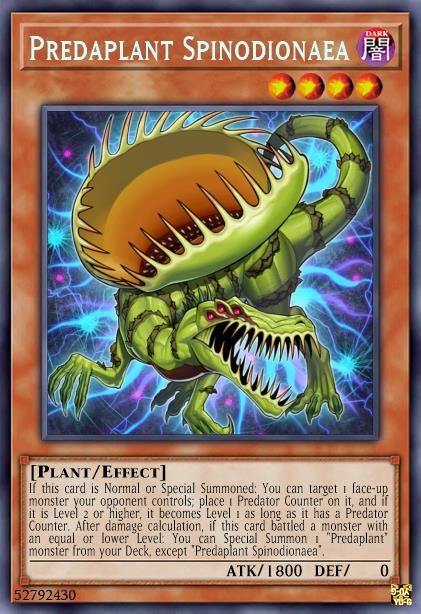 PREDAPLANT SPINODIONAEA
DARK
闇
[PLANT/EFFECT]
If this card is Normal or Special Summoned: You can target 1 face-up
monster your opponent controls; place 1 Predator Counter on it, and if
it is Level 2 or higher, it becomes Level 1 as long as it has a Predator
Counter. After damage calculation, if this card battled a monster with
an equal or lower Level: You can Special Summon 1 "Predaplant"
monster from your Deck, except "Predaplant Spinodionaea".
ATK/1800 DEF/ 0
52792430